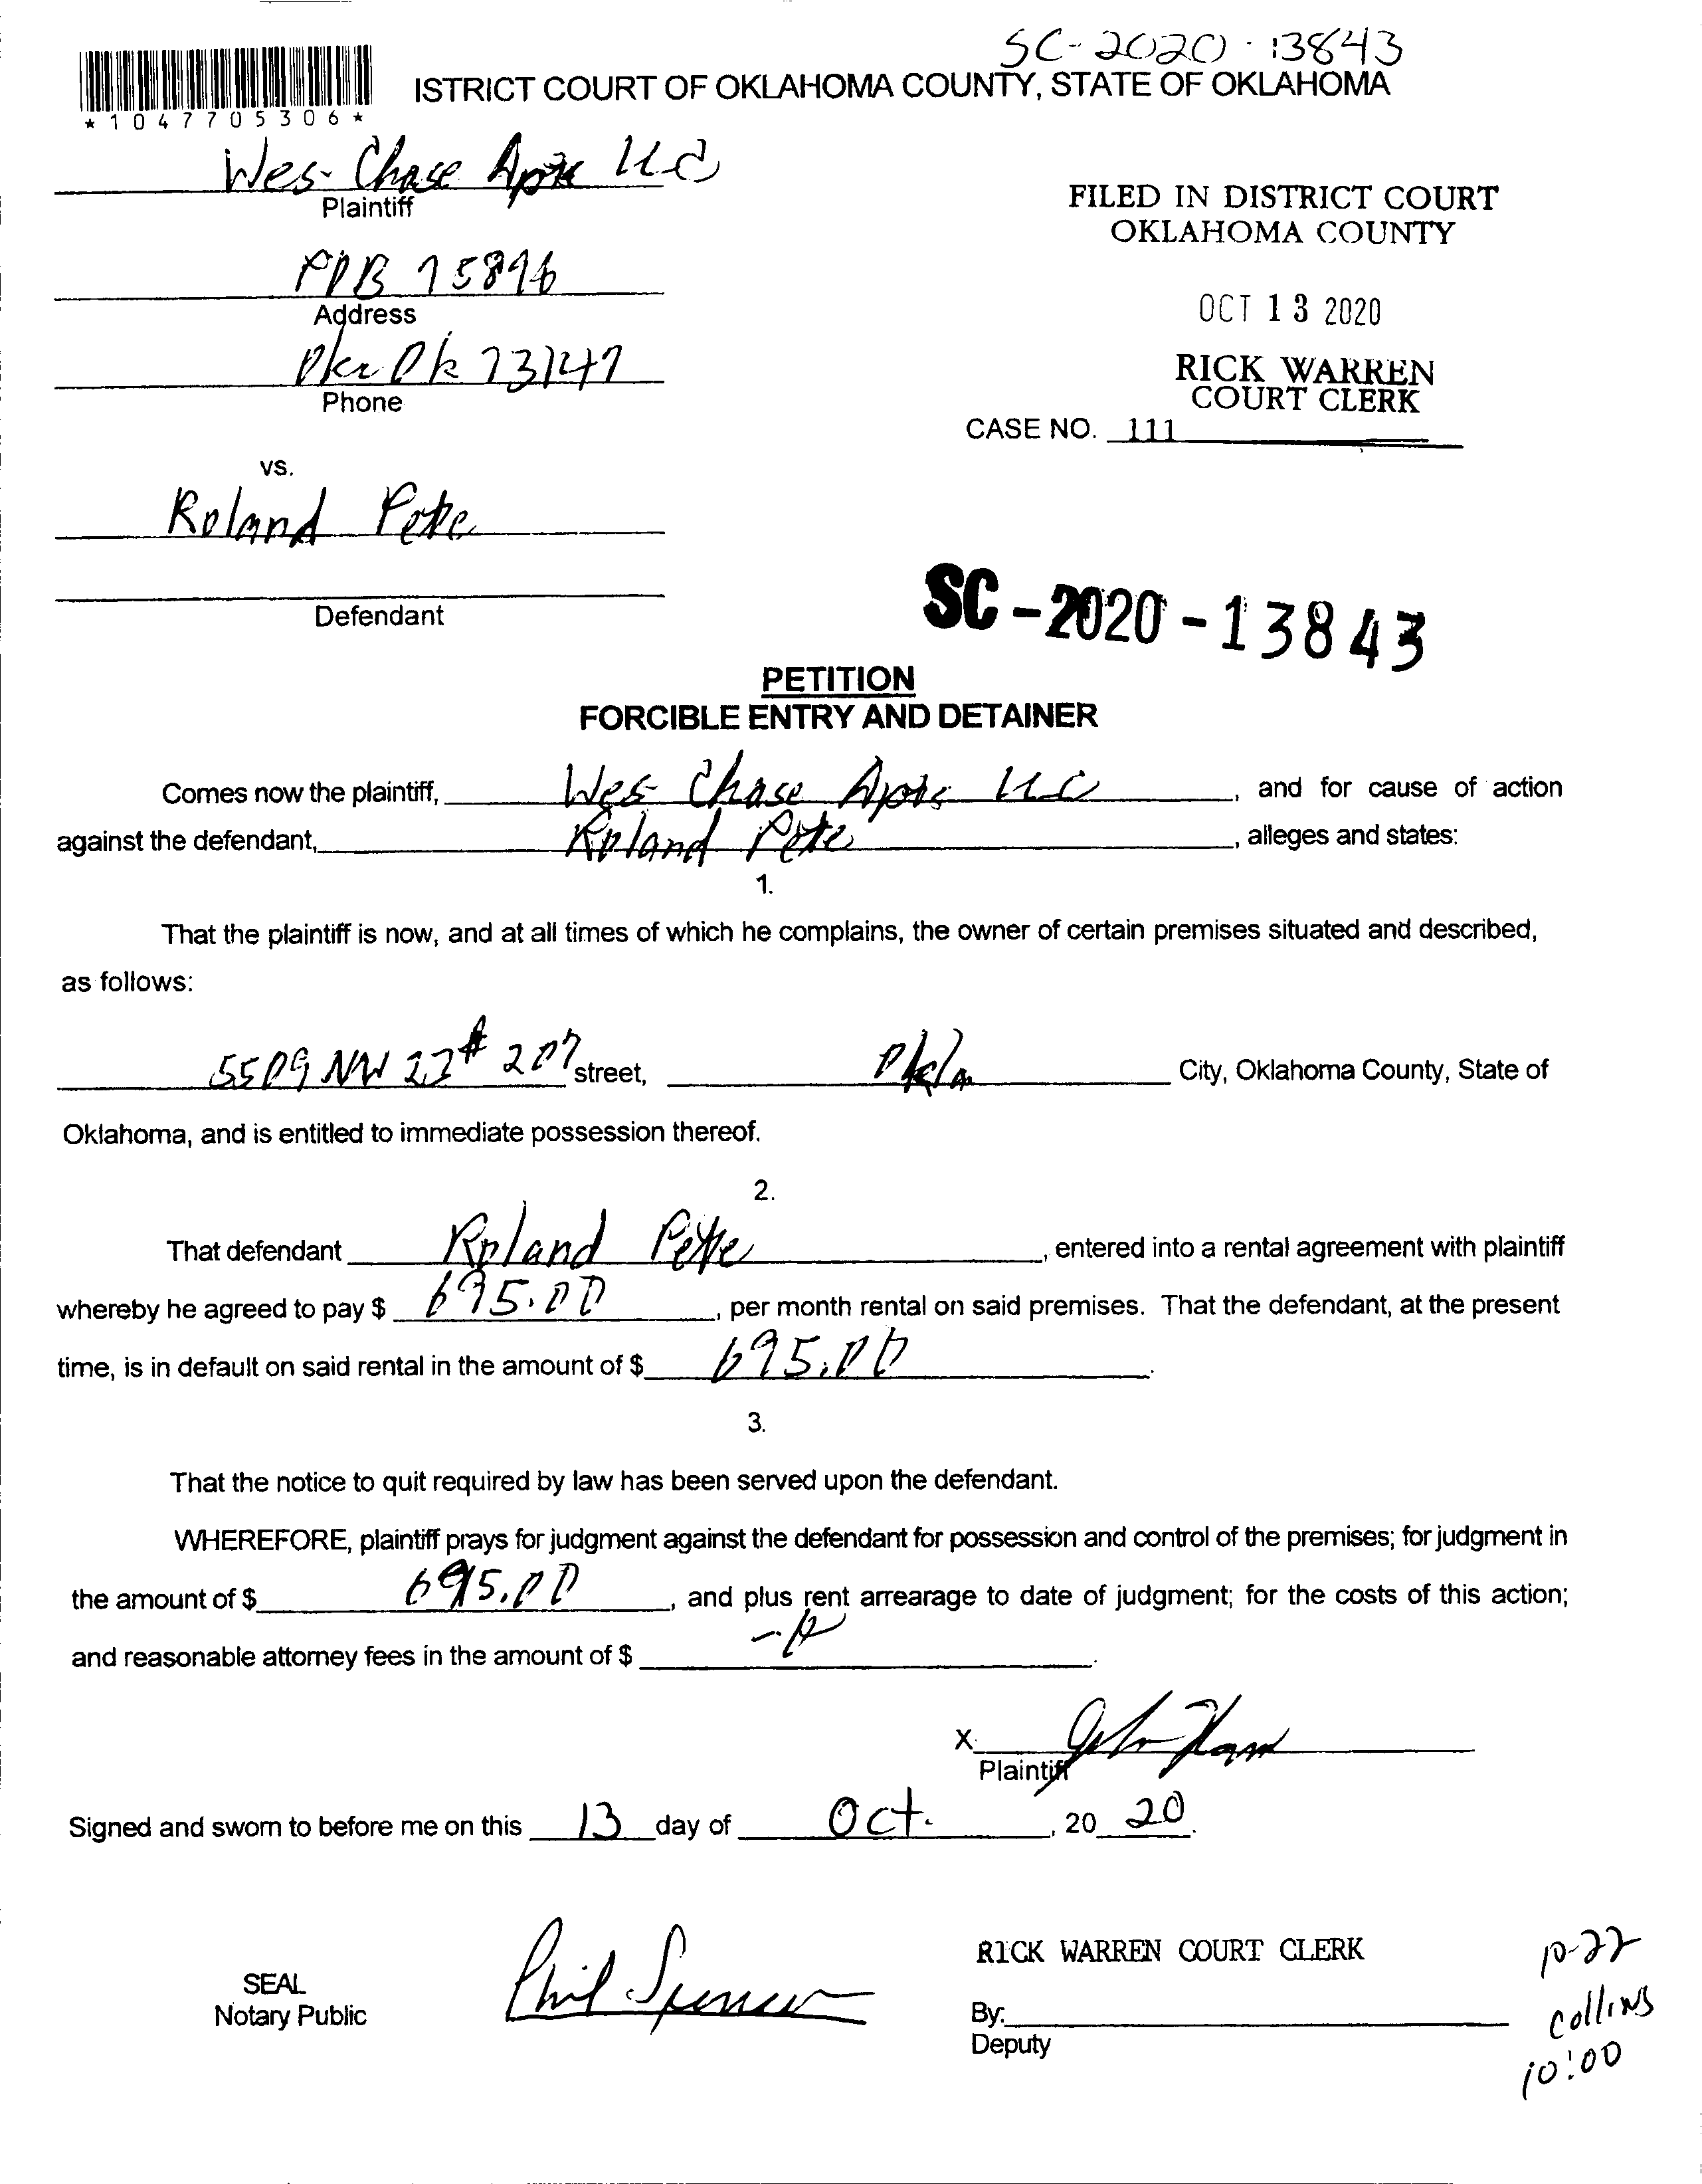 SC-2020-13843
ISTRICT COURT OF OKLAHOMA COUNTY, STATE OF OKLAHOMA
*1047705306*
Wes-Chase Apts LLC
Plaintiff
FILED IN DISTRICT COURT
OKLAHOMA COUNTY
POB 75896
Address
OCT 13 2020
Okc Ok 73147
Phone
RICK WARREN
COURT CLERK
CASE NO. 111
vs.
Roland Pete
Defendant
SC-2020-13843
PETITION
FORCIBLE ENTRY AND DETAINER
Comes now the plaintiff, Wes Chase Apts LLC, and for cause of action
against the defendant, Roland Pete, alleges and states:
1.
That the plaintiff is now, and at all times of which he complains, the owner of certain premises situated and described,
as follows:
5509 NW 23 # 207 street, Okla City, Oklahoma County, State of
Oklahoma, and is entitled to immediate possession thereof.
2.
That defendant Roland Pete, entered into a rental agreement with plaintiff
whereby he agreed to pay $ 695.00, per month rental on said premises. That the defendant, at the present
time, is in default on said rental in the amount of $ 695.00.
3.
That the notice to quit required by law has been served upon the defendant.
WHEREFORE, plaintiff prays for judgment against the defendant for possession and control of the premises; for judgment in
the amount of $ 695.00, and plus rent arrearage to date of judgment; for the costs of this action;
and reasonable attorney fees in the amount of $
X
Plaintiff
Signed and sworn to before me on this 13 day of Oct., 20 20.
RICK WARREN COURT CLERK
10-22
SEAL
Notary Public
Phil Spencer
By:
Deputy
Collins
10:00